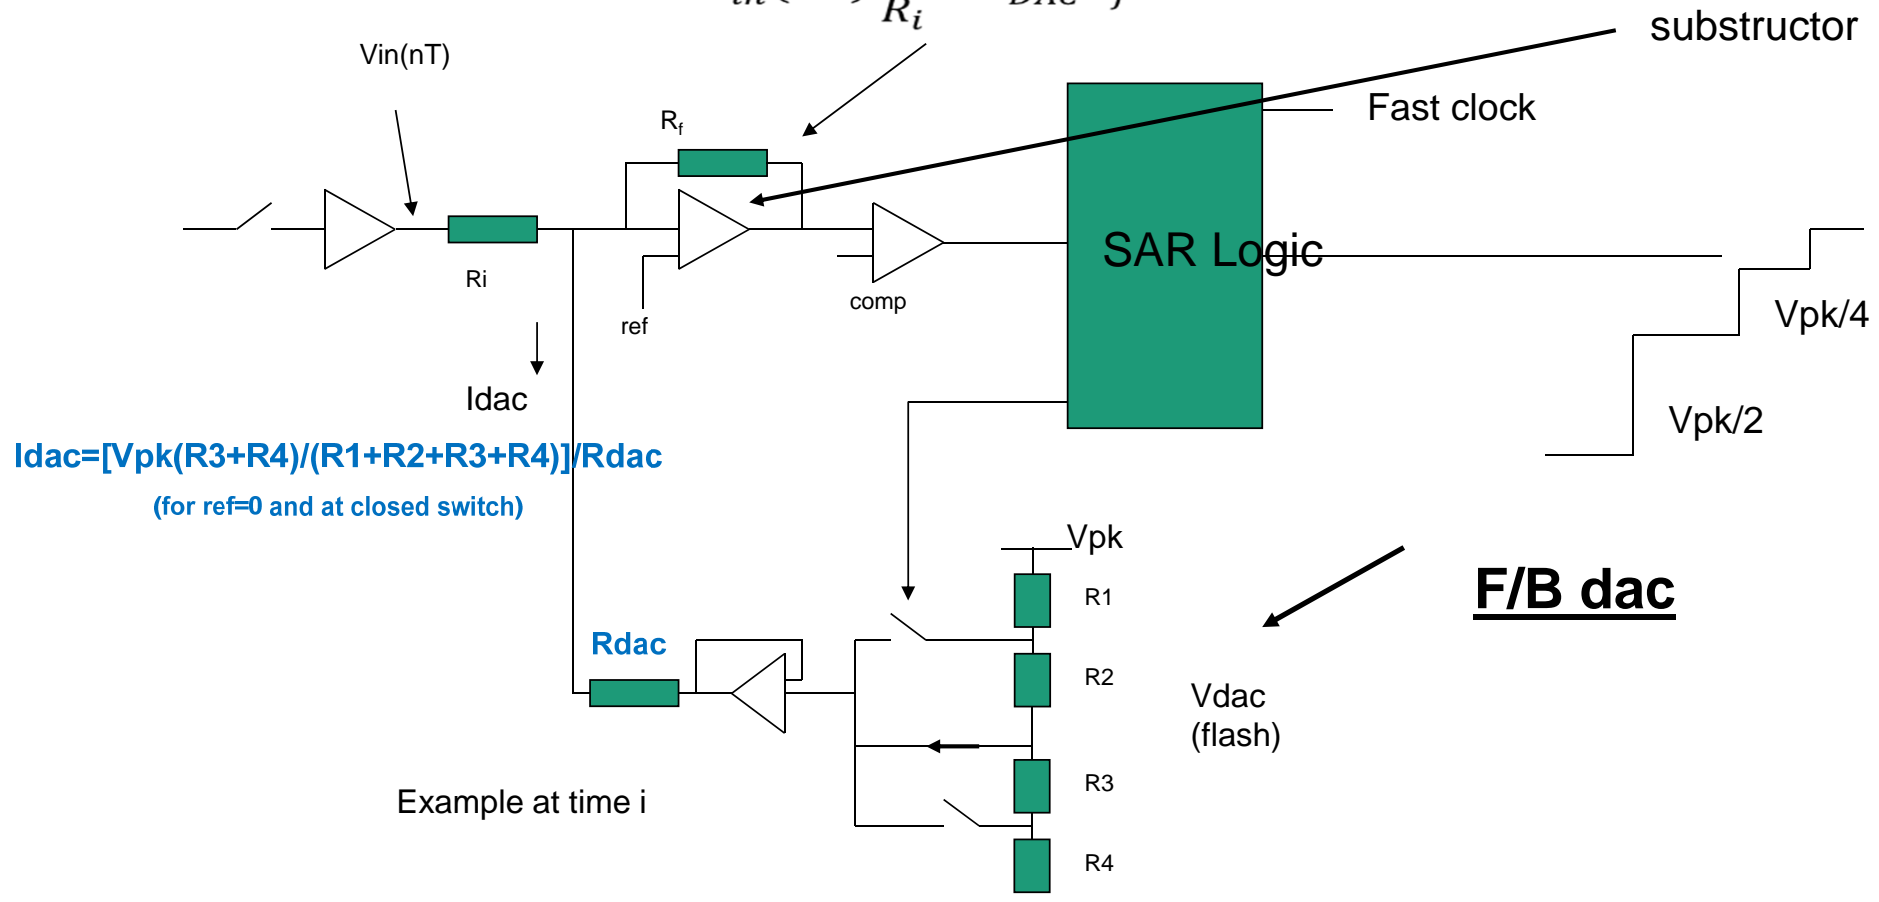 R_i
substructor
Vin(nT)
Fast clock
R_f
SAR Logic
Ri
comp
ref
Vpk/4
Idac
Vpk/2
Idac=[Vpk(R3+R4)/(R1+R2+R3+R4)]/Rdac
(for ref=0 and at closed switch)
Vpk
F/B dac
R1
Rdac
R2
Vdac
(flash)
R3
Example at time i
R4